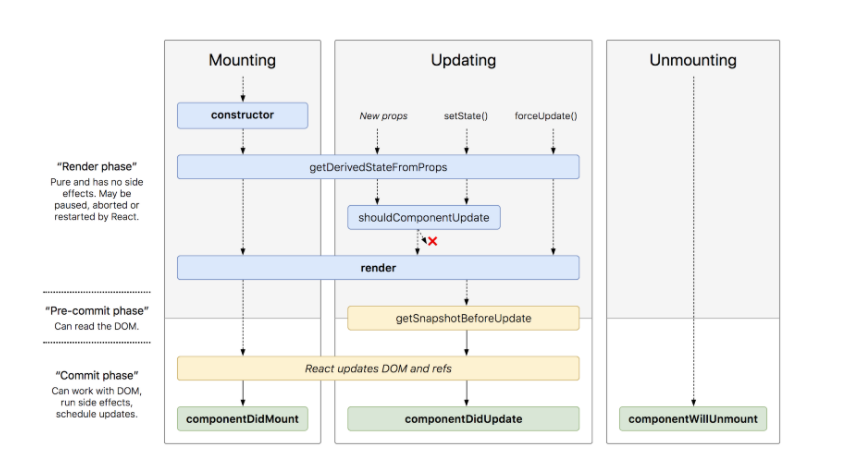 Mounting
Updating
Unmounting
constructor
New props
setState()
forceUpdate()
"Render phase"
Pure and has no side
effects. May be
paused, aborted or
restarted by React.
getDerivedStateFromProps
shouldComponentUpdate
render
"Pre-commit phase"
Can read the DOM.
getSnapshotBeforeUpdate
"Commit phase"
Can work with DOM,
run side effects,
schedule updates.
React updates DOM and refs
componentDidMount
componentDidUpdate
componentWillUnmount